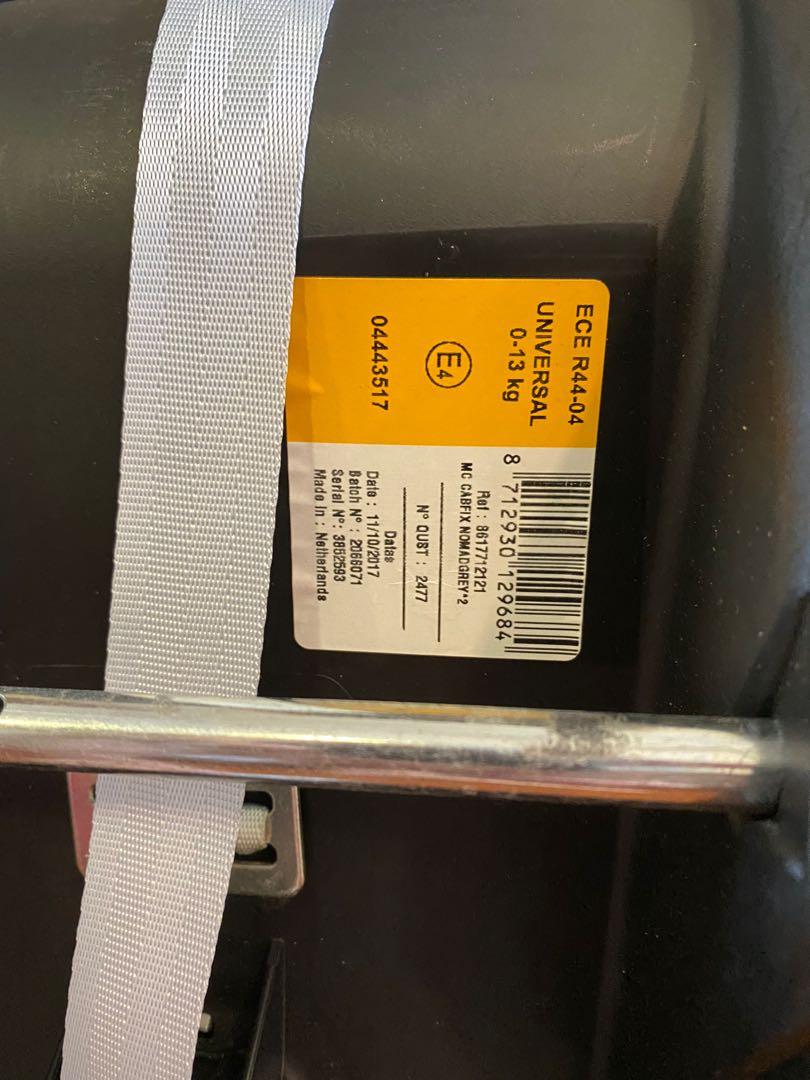 ECE R44-04
UNIVERSAL
0-13 kg
E4
04443517
8 712930 129684
Ref : 8617712121
MC CABFIX NOMADGREY*2
N° QUST : 2477
Datas
Date : 11/10/2017
Batch N° : 2066071
Serial N° : 3852593
Made In : Netherlands